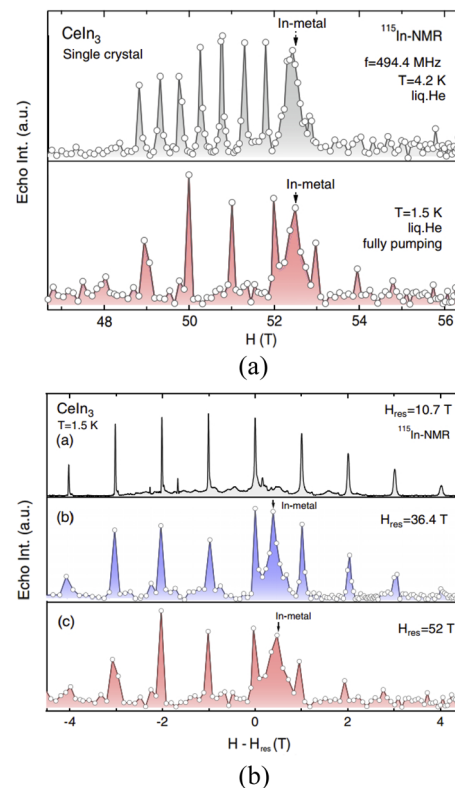 In-metal
CeIn3
Single crystal
115In-NMR
f=494.4 MHz
T=4.2 K
liq.He
In-metal
T=1.5 K
liq.He
fully pumping
Echo Int. (a.u.)
48 50 52 54 56
H (T)
(a)
CeIn3
T=1.5 K
(a)
Hres=10.7 T
115In-NMR
(b)
In-metal
Hres=36.4 T
(c)
In-metal
Hres=52 T
Echo Int. (a.u.)
-4 -2 0 2 4
H - Hres(T)
(b)